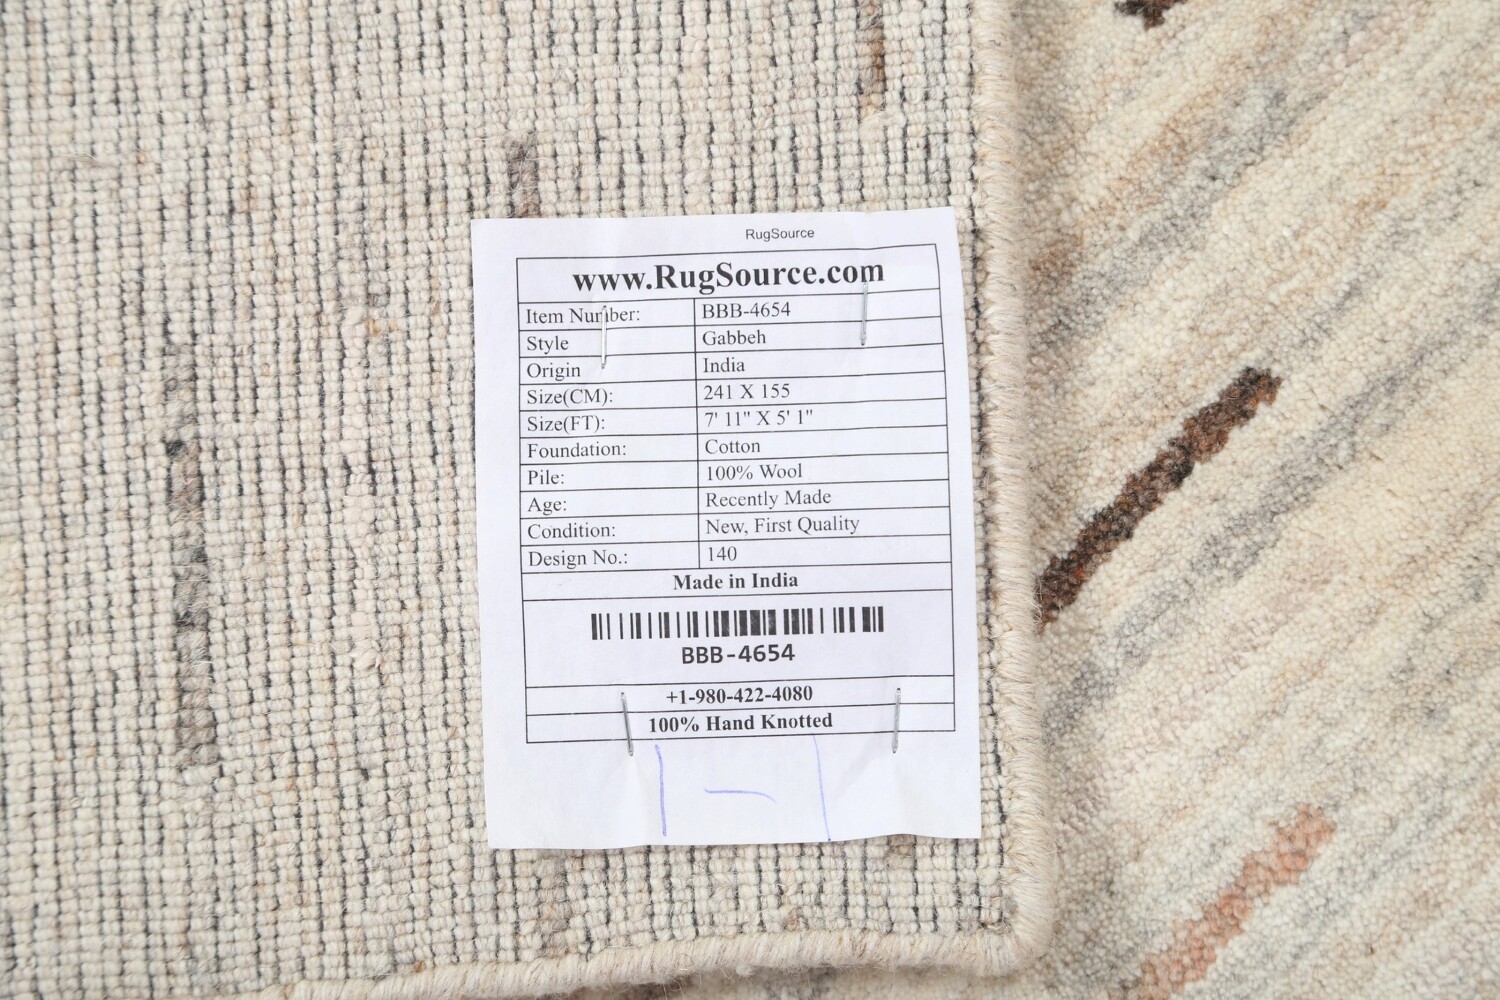 RugSource
www.RugSource.com
Item Number: BBB-4654
Style Gabbeh
Origin India
Size(CM): 241 X 155
Size(FT): 7' 11" X 5' 1"
Foundation: Cotton
Pile: 100% Wool
Age: Recently Made
Condition: New, First Quality
Design No.: 140
Made in India
BBB-4654
+1-980-422-4080
100% Hand Knotted
1-1